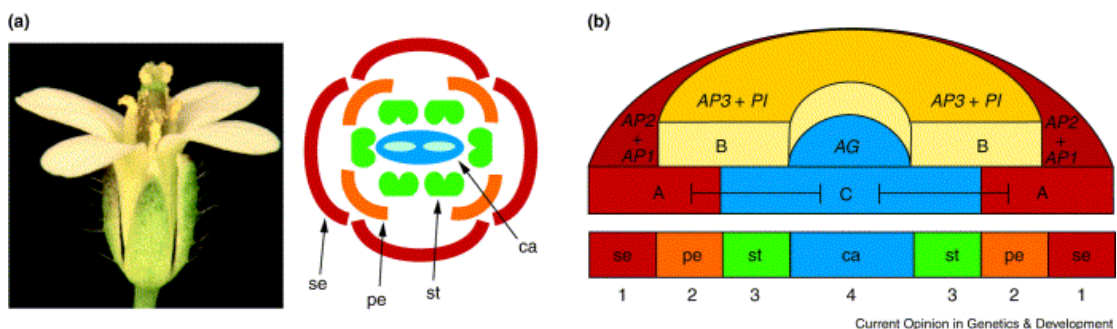 (a)
se
pe
st
ca
(b)
AP3 + PI
AP3 + PI
AP2 + AP1
B
AG
B
AP2 + AP1
A
C
A
se
pe
st
ca
st
pe
se
1
2
3
4
3
2
1
Current Opinion in Genetics & Development